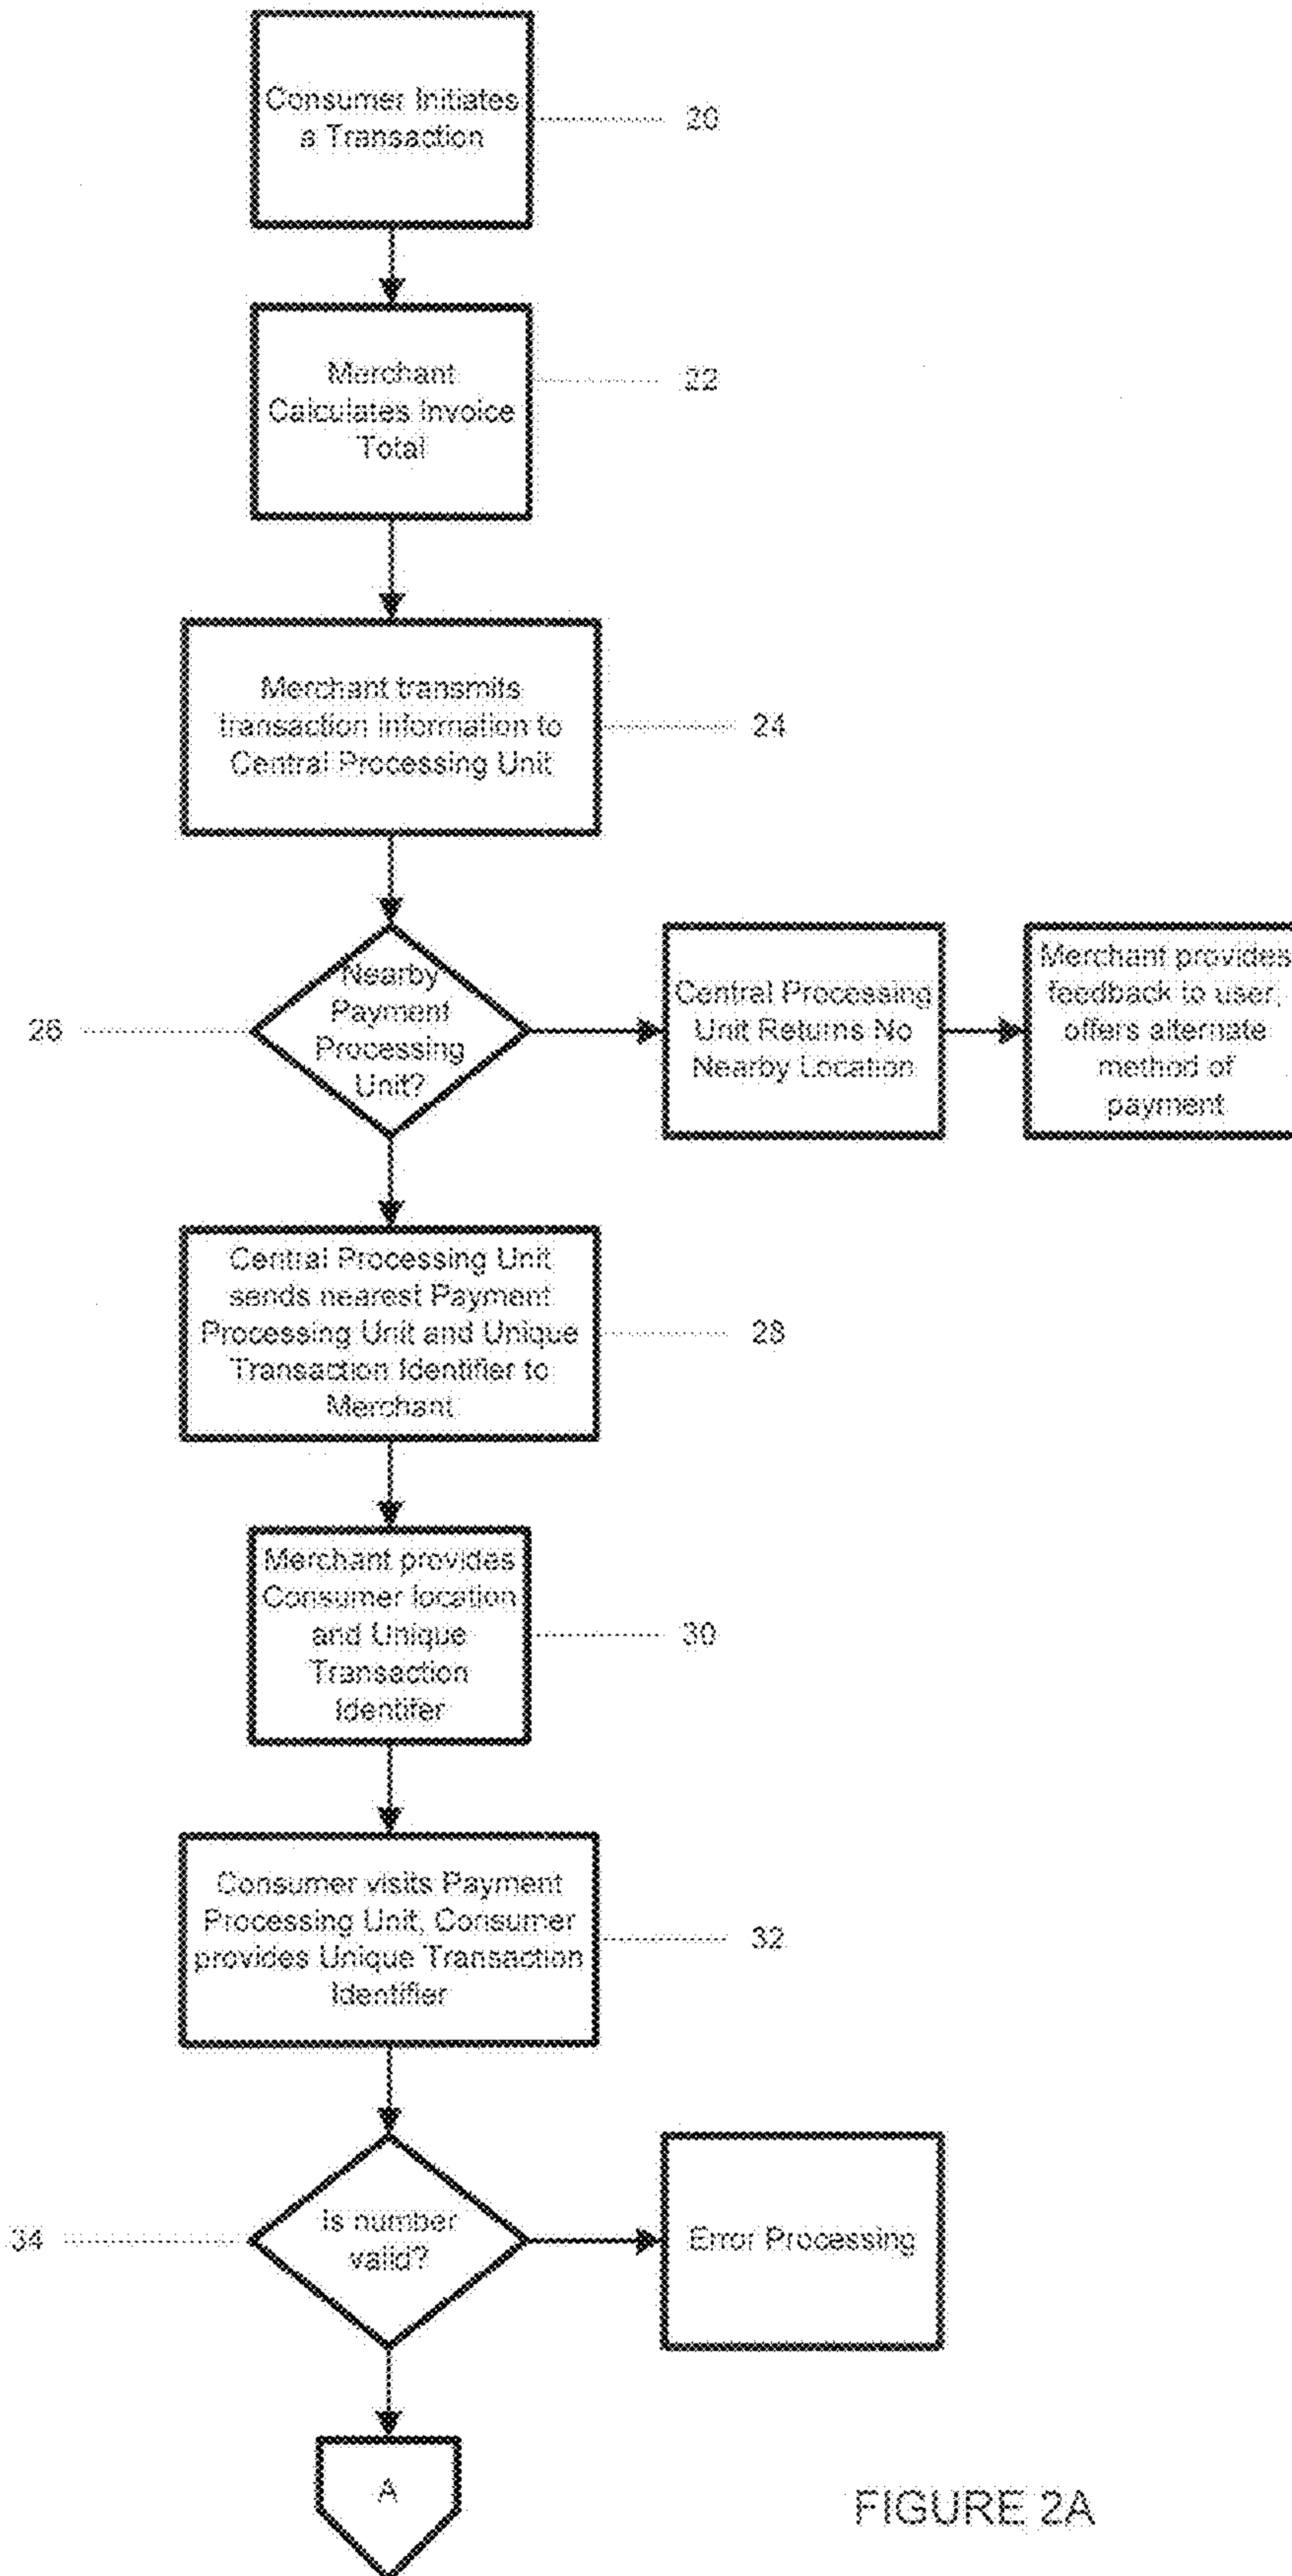 Consumer Initiates
a Transaction
20
Merchant
Calculates Invoice
Total
22
Merchant transmits
transaction information to
Central Processing Unit
24
Nearby
Payment
Processing
Unit?
26
Central Processing
Unit Returns No
Nearby Location
Merchant provides
feedback to user,
offers alternate
method of
payment
Central Processing Unit
sends nearest Payment
Processing Unit and Unique
Transaction Identifier to
Merchant
28
Merchant provides
Consumer location
and Unique
Transaction
Identifer
30
Consumer visits Payment
Processing Unit, Consumer
provides Unique Transaction
Identifier
32
Is number
valid?
34
Error Processing
A
FIGURE 2A